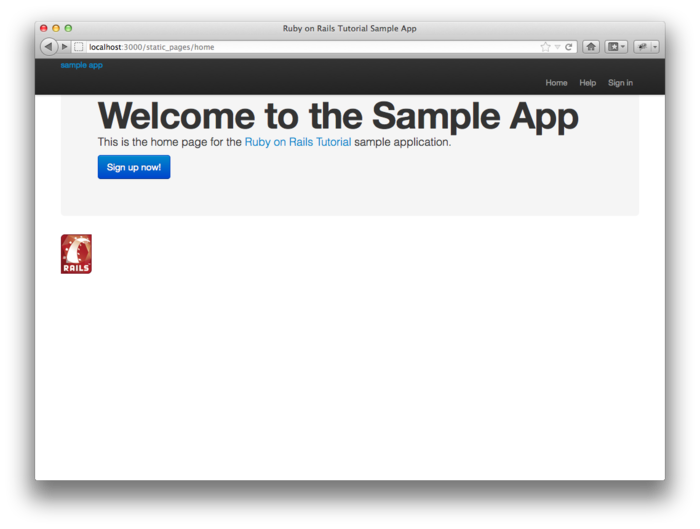 Ruby on Rails Tutorial Sample App
localhost:3000/static_pages/home
sample app
Home Help Sign in
Welcome to the Sample App
This is the home page for the Ruby on Rails Tutorial sample application.
Sign up now!
RAILS